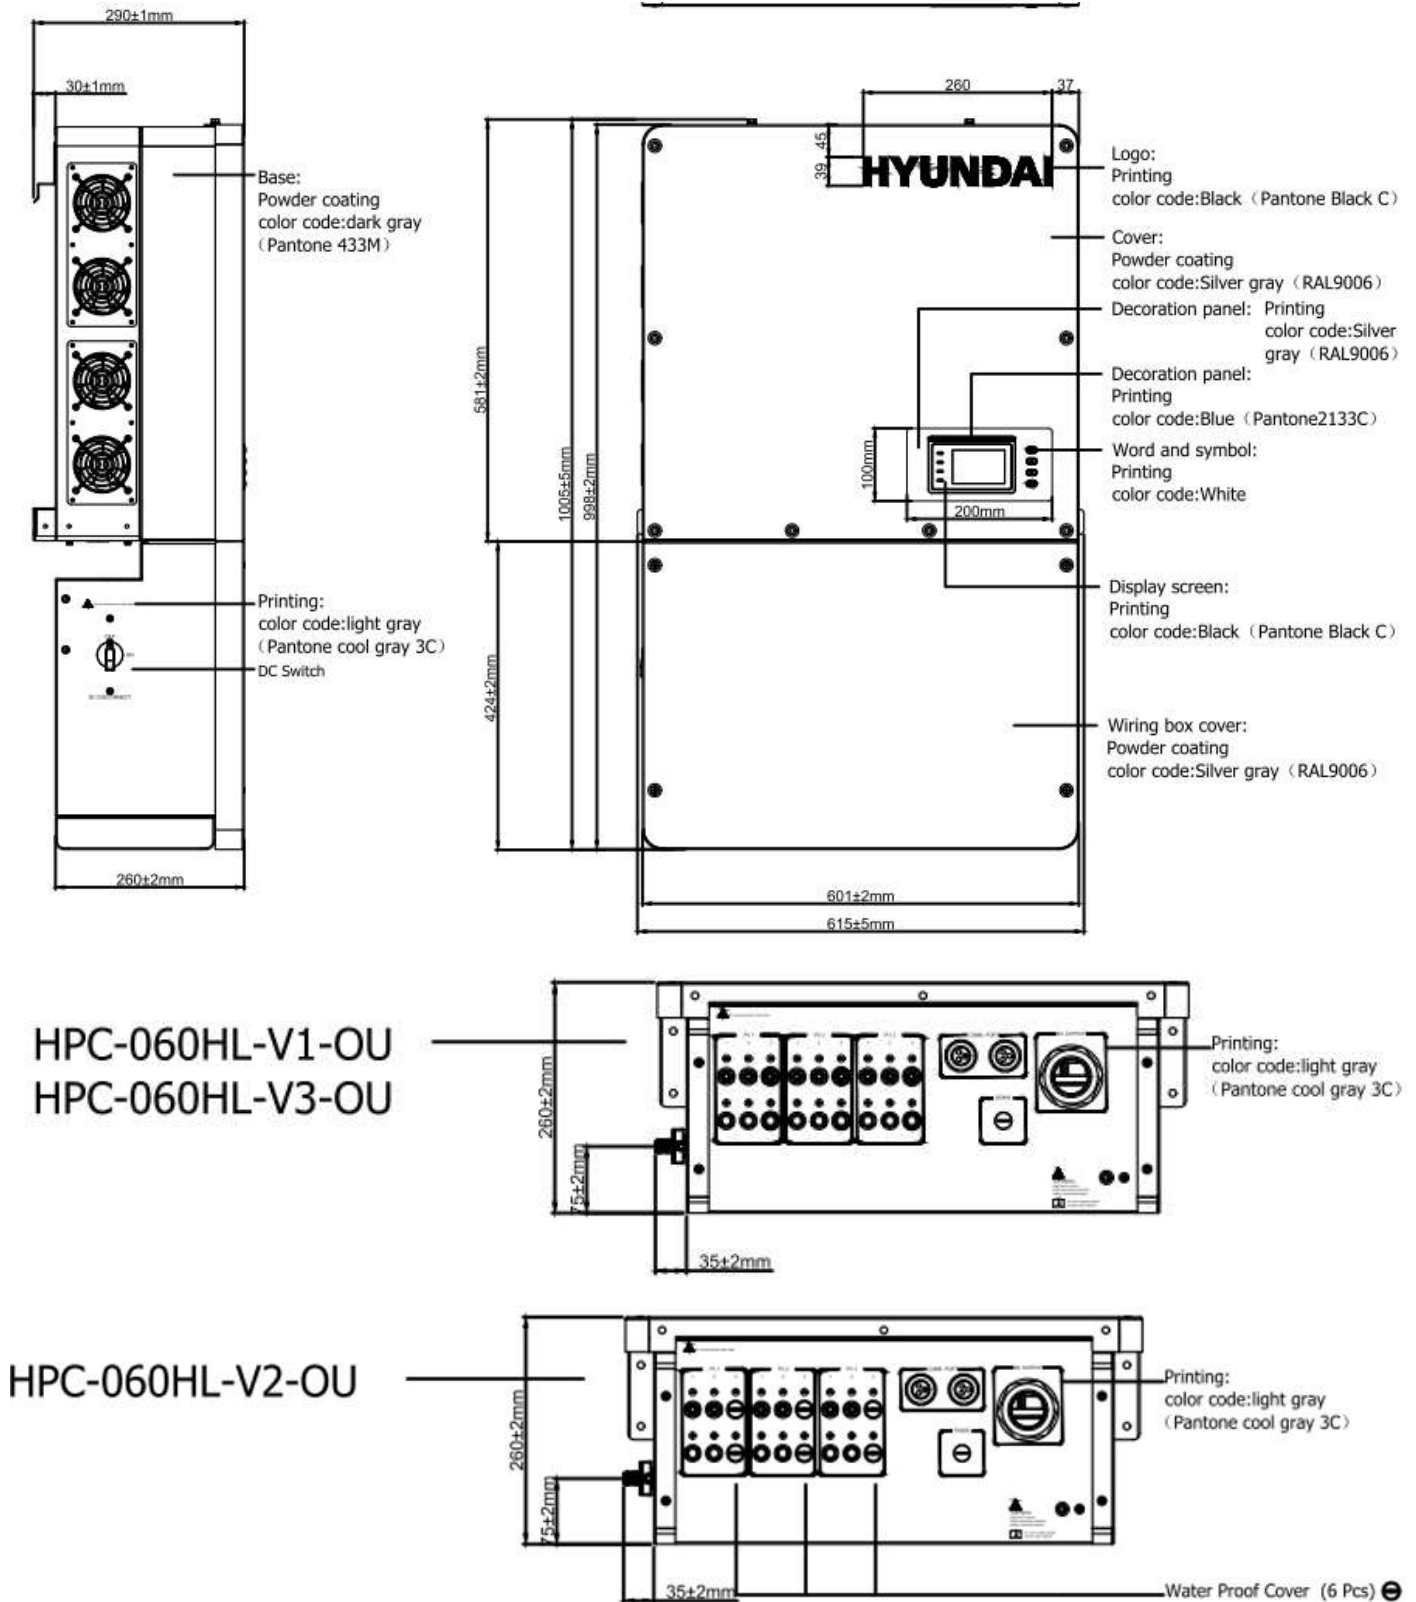 290±1mm
30±1mm
Base:
Powder coating
color code:dark gray
（Pantone 433M）
Printing:
color code:light gray
（Pantone cool gray 3C）
DC Switch
260±2mm
260
37
45
39
HYUNDAI
581±2mm
1005±5mm
998±2mm
424±2mm
100mm
200mm
601±2mm
615±5mm
Logo:
Printing
color code:Black（Pantone Black C）
Cover:
Powder coating
color code:Silver gray（RAL9006）
Decoration panel: Printing
color code:Silver
gray（RAL9006）
Decoration panel:
Printing
color code:Blue（Pantone2133C）
Word and symbol:
Printing
color code:White
Display screen:
Printing
color code:Black（Pantone Black C）
Wiring box cover:
Powder coating
color code:Silver gray（RAL9006）
HPC-060HL-V1-OU
HPC-060HL-V3-OU
260±2mm
75±2mm
35±2mm
Printing:
color code:light gray
（Pantone cool gray 3C）
HPC-060HL-V2-OU
260±2mm
75±2mm
35±2mm
Printing:
color code:light gray
（Pantone cool gray 3C）
Water Proof Cover (6 Pcs)